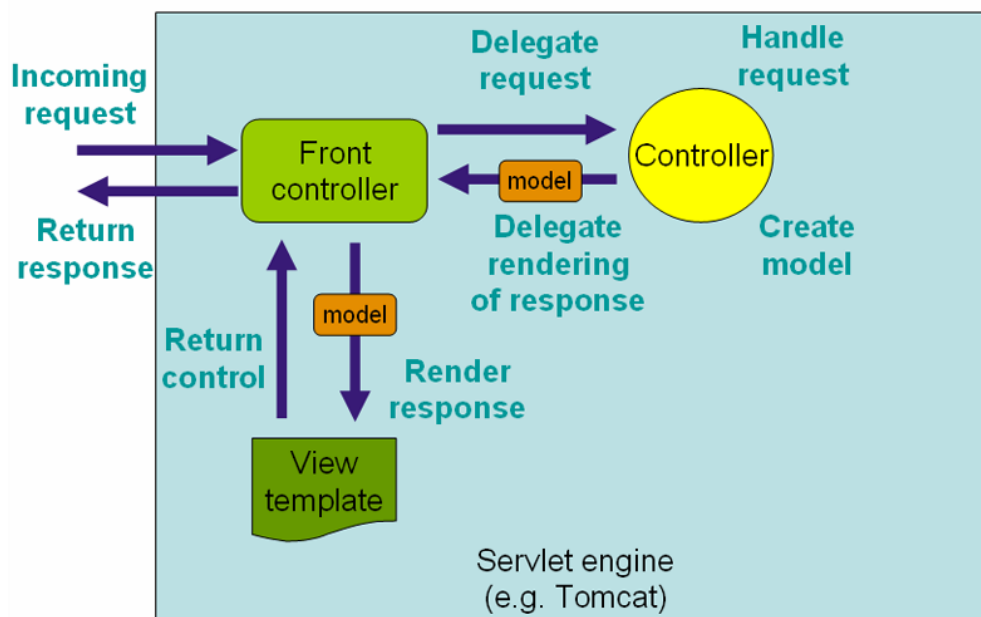 Incoming
request
Delegate
request
Handle
request
Front
controller
model
Controller
Return
response
Delegate
rendering
of response
Create
model
model
Return
control
Render
response
View
template
Servlet engine
(e.g. Tomcat)